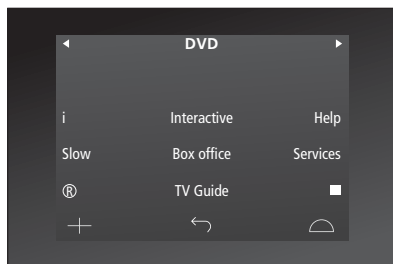 DVD
i Interactive Help
Slow Box office Services
® TV Guide